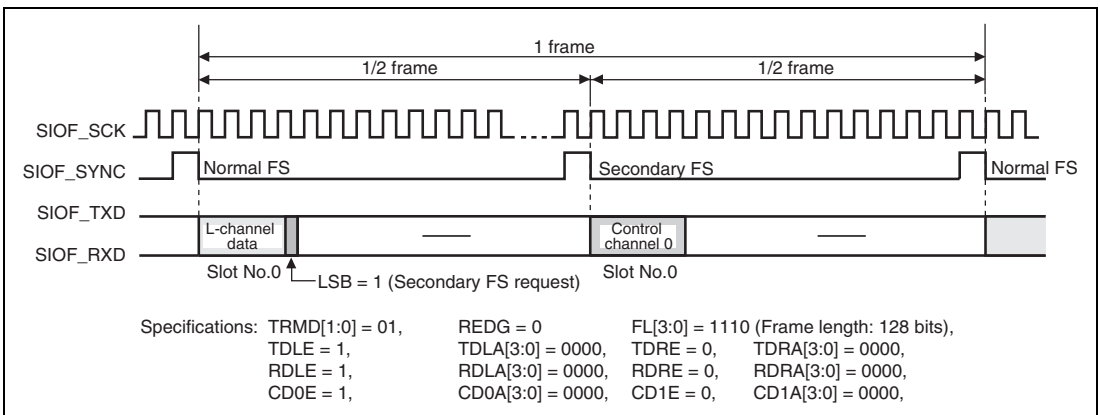 1 frame
1/2 frame 1/2 frame
SIOF_SCK
SIOF_SYNC Normal FS Secondary FS Normal FS
SIOF_TXD
L-channel
data
Control
channel 0
SIOF_RXD
Slot No.0 Slot No.0
LSB = 1 (Secondary FS request)
Specifications: TRMD[1:0] = 01, REDG = 0 FL[3:0] = 1110 (Frame length: 128 bits),
TDLE = 1, TDLA[3:0] = 0000, TDRE = 0, TDRA[3:0] = 0000,
RDLE = 1, RDLA[3:0] = 0000, RDRE = 0, RDRA[3:0] = 0000,
CD0E = 1, CD0A[3:0] = 0000, CD1E = 0, CD1A[3:0] = 0000,